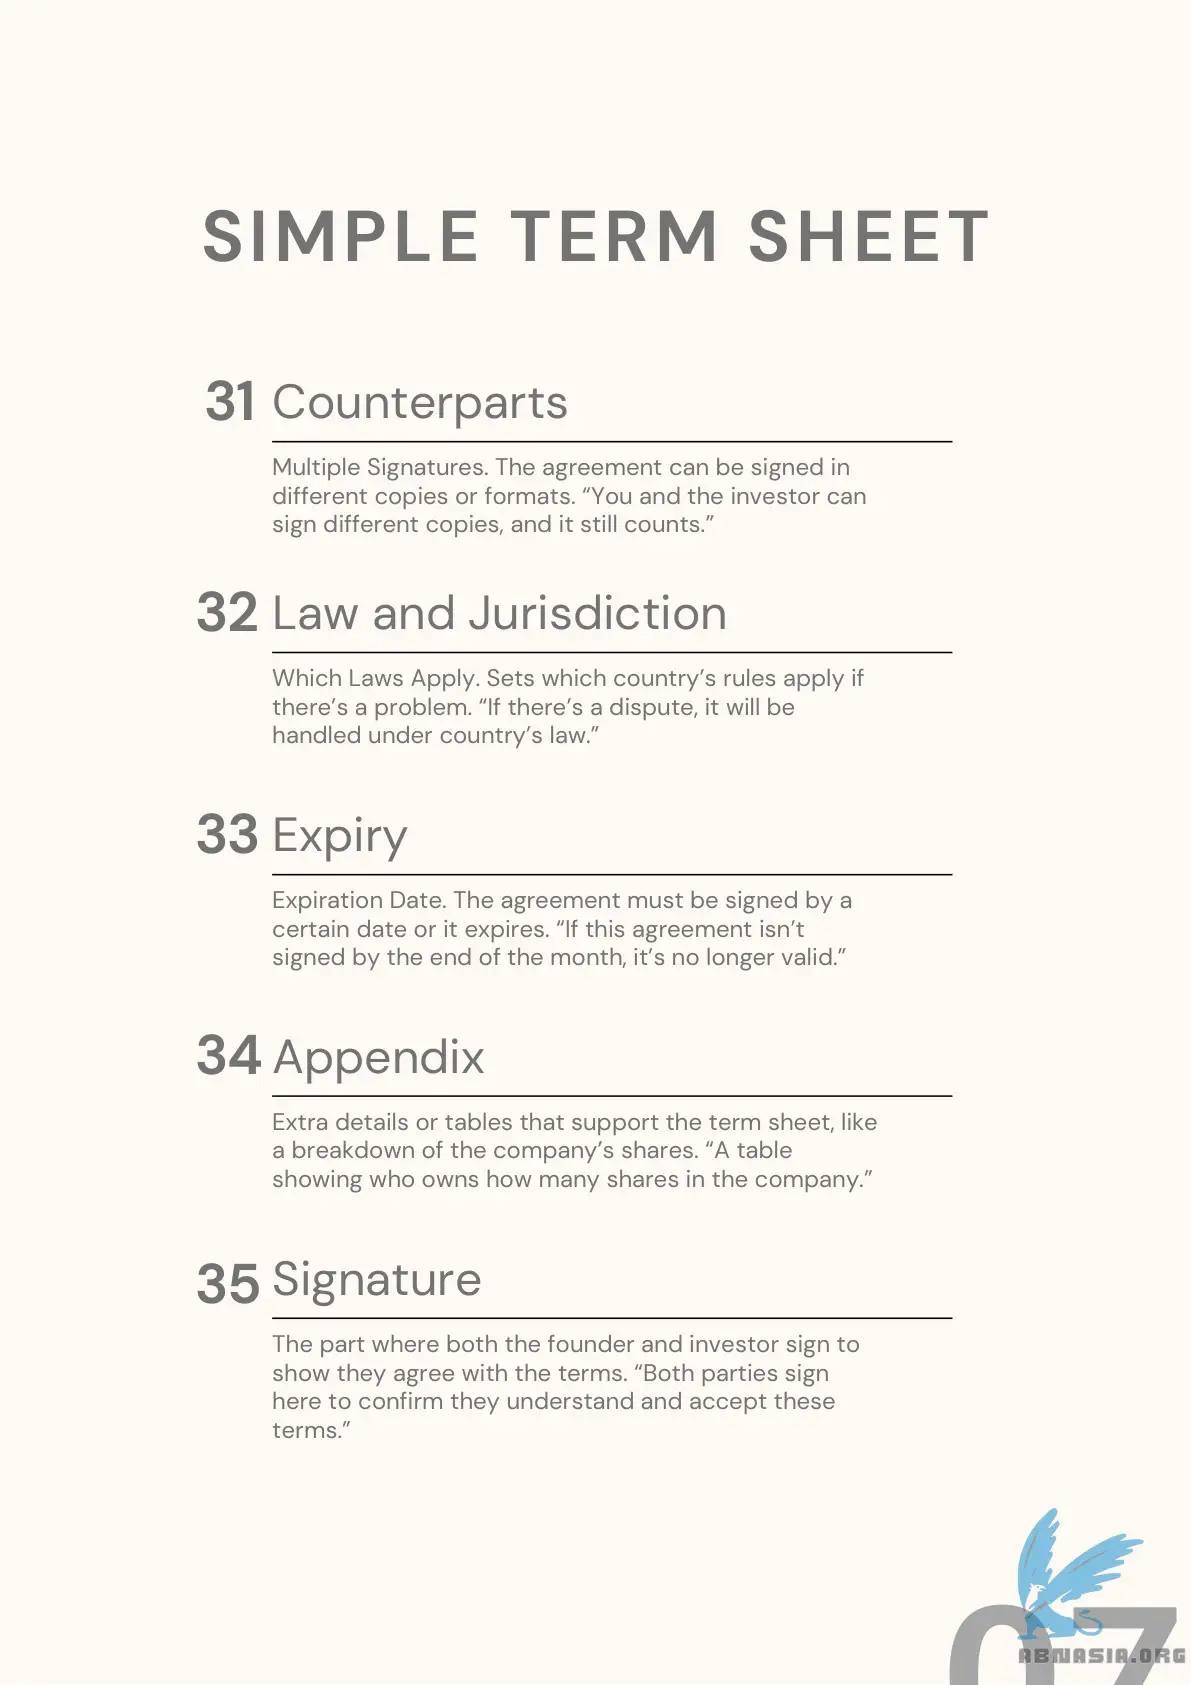 SIMPLE TERM SHEET
31 Counterparts
Multiple Signatures. The agreement can be signed in
different copies or formats. “You and the investor can
sign different copies, and it still counts.”
32 Law and Jurisdiction
Which Laws Apply. Sets which country’s rules apply if
there’s a problem. “If there’s a dispute, it will be
handled under country’s law.”
33 Expiry
Expiration Date. The agreement must be signed by a
certain date or it expires. “If this agreement isn’t
signed by the end of the month, it’s no longer valid.”
34 Appendix
Extra details or tables that support the term sheet, like
a breakdown of the company’s shares. “A table
showing who owns how many shares in the company.”
35 Signature
The part where both the founder and investor sign to
show they agree with the terms. “Both parties sign
here to confirm they understand and accept these
terms.”
07
ABNASIA.ORG